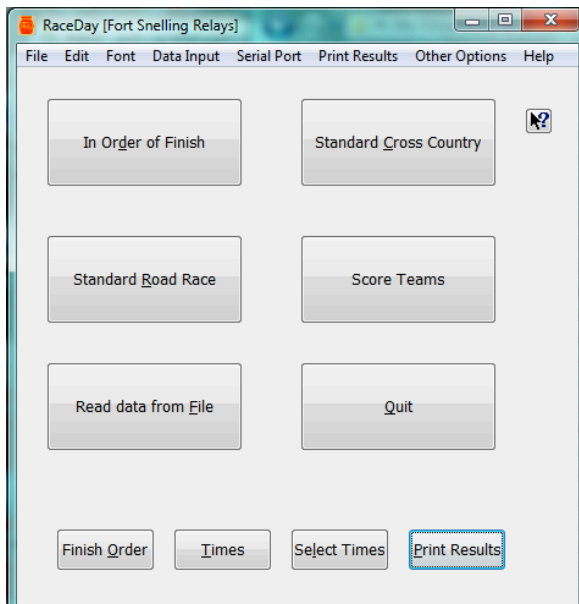 RaceDay [Fort Snelling Relays]
File Edit Font Data Input Serial Port Print Results Other Options Help
In Order of Finish Standard Cross Country
?
Standard Road Race Score Teams
Read data from File Quit
Finish Order Times Select Times Print Results